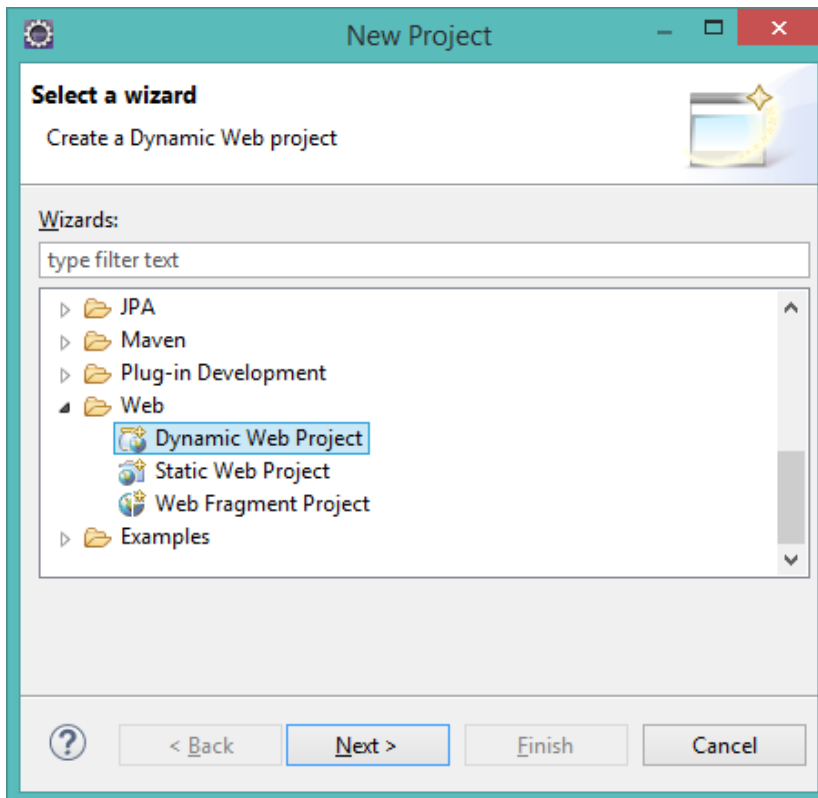 New Project
Select a wizard
Create a Dynamic Web project
Wizards:
type filter text
JPA
Maven
Plug-in Development
Web
Dynamic Web Project
Static Web Project
Web Fragment Project
Examples
? < Back Next > Finish Cancel